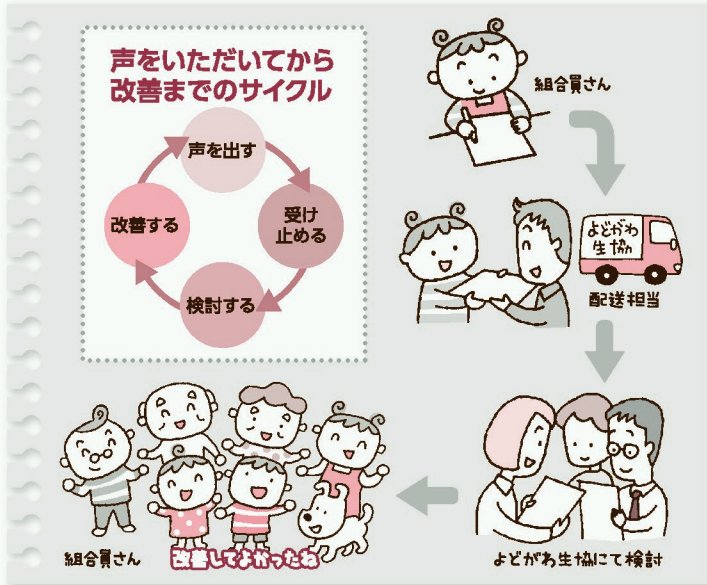 声をいただいてから
改善までのサイクル
声を出す
受け
止める
検討する
改善する
組合員さん
よどがわ
生協
配送担当
よどがわ生協にて検討
組合員さん
改善してよかったね